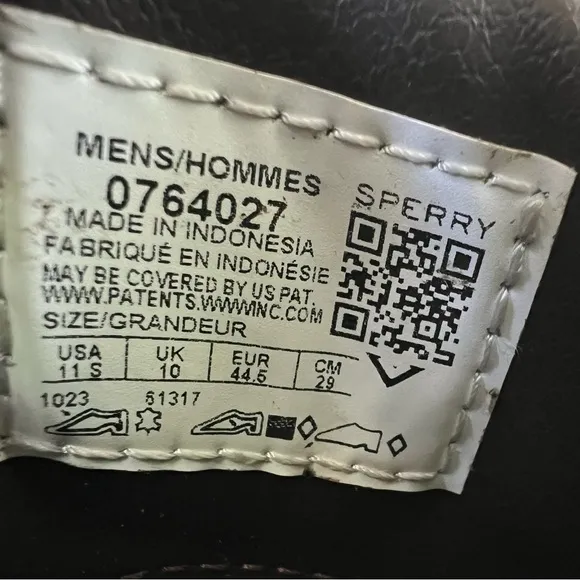 MENS/HOMMES
0764027
SPERRY
MADE IN INDONESIA
FABRIQUÉ EN INDONÉSIE
MAY BE COVERED BY US PAT.
WWW.PATENTS.WWWINC.COM
SIZE/GRANDEUR
USA UK EUR CM
11 S 10 44.5 29
1023 61317